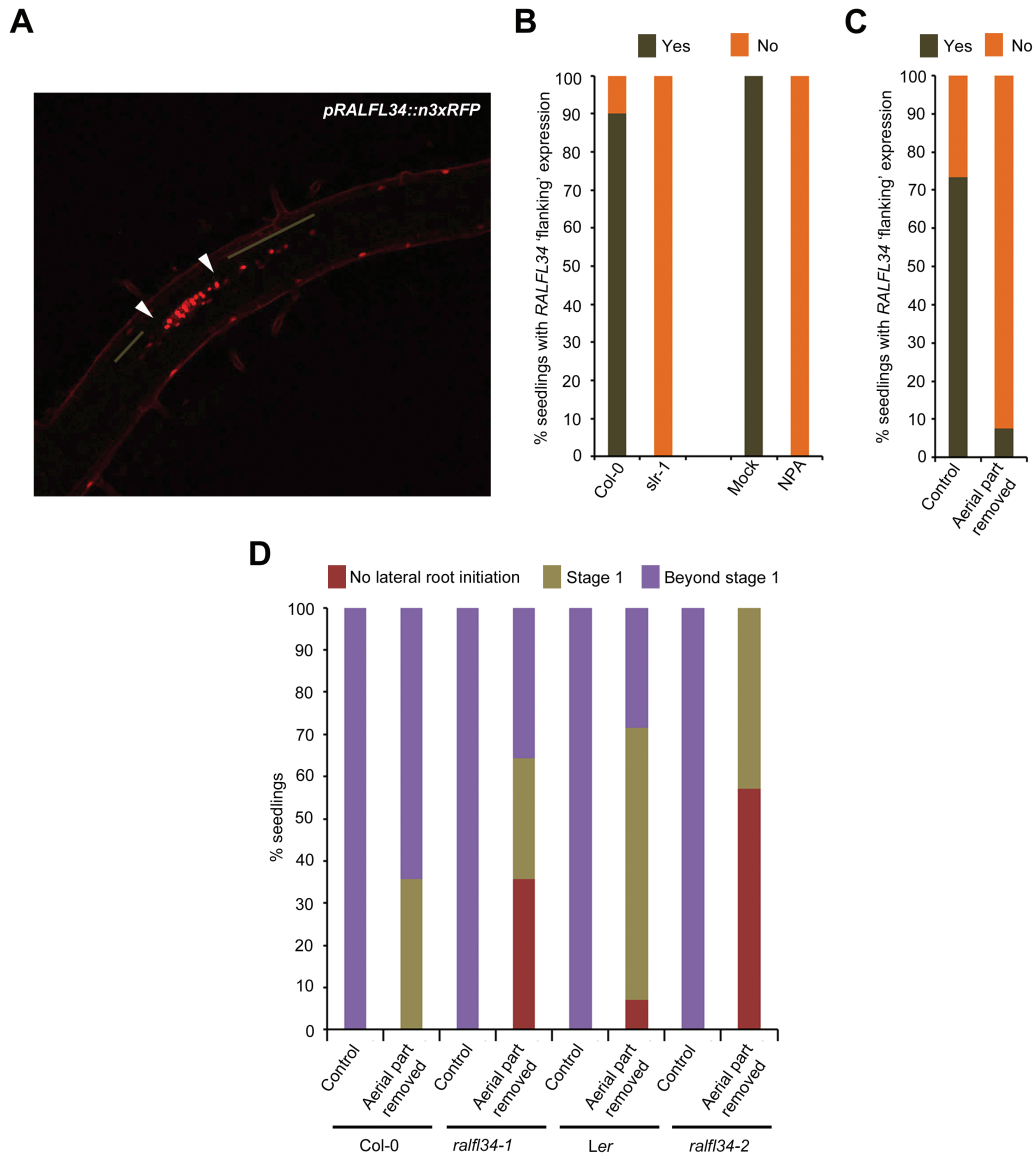 A
pRALFL34::n3xRFP
B
Yes No
% seedlings with RALFL34 'flanking' expression
100
90
80
70
60
50
40
30
20
10
0
Col-0
slr-1
Mock
NPA
C
Yes No
% seedlings with RALFL34 'flanking' expression
100
90
80
70
60
50
40
30
20
10
0
Control
Aerial part
removed
D
No lateral root initiation Stage 1 Beyond stage 1
% seedlings
100
90
80
70
60
50
40
30
20
10
0
Control
Aerial part
removed
Control
Aerial part
removed
Control
Aerial part
removed
Control
Aerial part
removed
Col-0
ralfl34-1
Ler
ralfl34-2